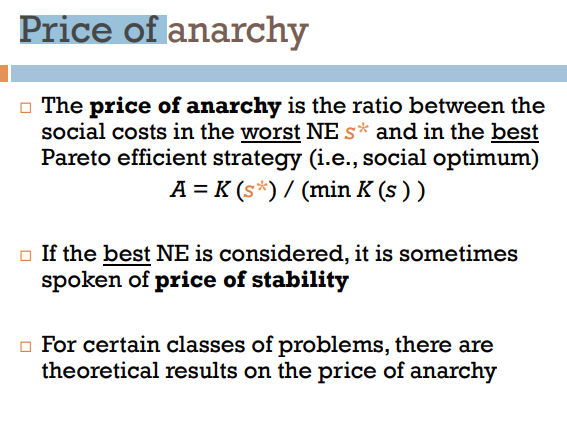 Price of anarchy
The price of anarchy is the ratio between the
social costs in the worst NE s* and in the best
Pareto efficient strategy (i.e., social optimum)
A = K (s*) / (min K (s ) )
If the best NE is considered, it is sometimes
spoken of price of stability
For certain classes of problems, there are
theoretical results on the price of anarchy